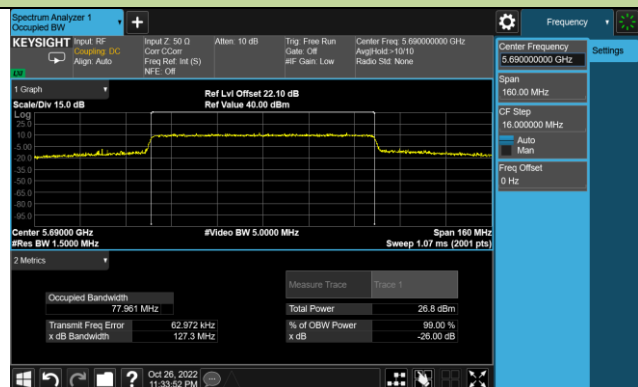 Spectrum Analyzer 1
Occupied BW
+
Frequency
KEYSIGHT
Input: RF
Coupling: DC
Align: Auto
Input Z: 50 Ω
Corr CCorr
Freq Ref: Int (S)
NFE: Off
Atten: 10 dB
Trig: Free Run
Gate: Off
#IF Gain: Low
Center Freq: 5.690000000 GHz
Avg|Hold:>10/10
Radio Std: None
LXI
Center Frequency
5.690000000 GHz
Settings
Span
160.00 MHz
CF Step
16.000000 MHz
Auto
Man
Freq Offset
0 Hz
1 Graph
Scale/Div 15.0 dB
Ref Lvl Offset 22.10 dB
Ref Value 40.00 dBm
Log
25.0
10.0
-5.00
-20.0
-35.0
-50.0
-65.0
-80.0
-95.0
Center 5.69000 GHz
#Res BW 1.5000 MHz
#Video BW 5.0000 MHz
Span 160 MHz
Sweep 1.07 ms (2001 pts)
2 Metrics
Measure Trace
Trace 1
Occupied Bandwidth
77.961 MHz
Total Power
26.8 dBm
Transmit Freq Error
62.972 kHz
% of OBW Power
99.00 %
x dB Bandwidth
127.3 MHz
x dB
-26.00 dB
?
Oct 26, 2022
11:33:52 PM